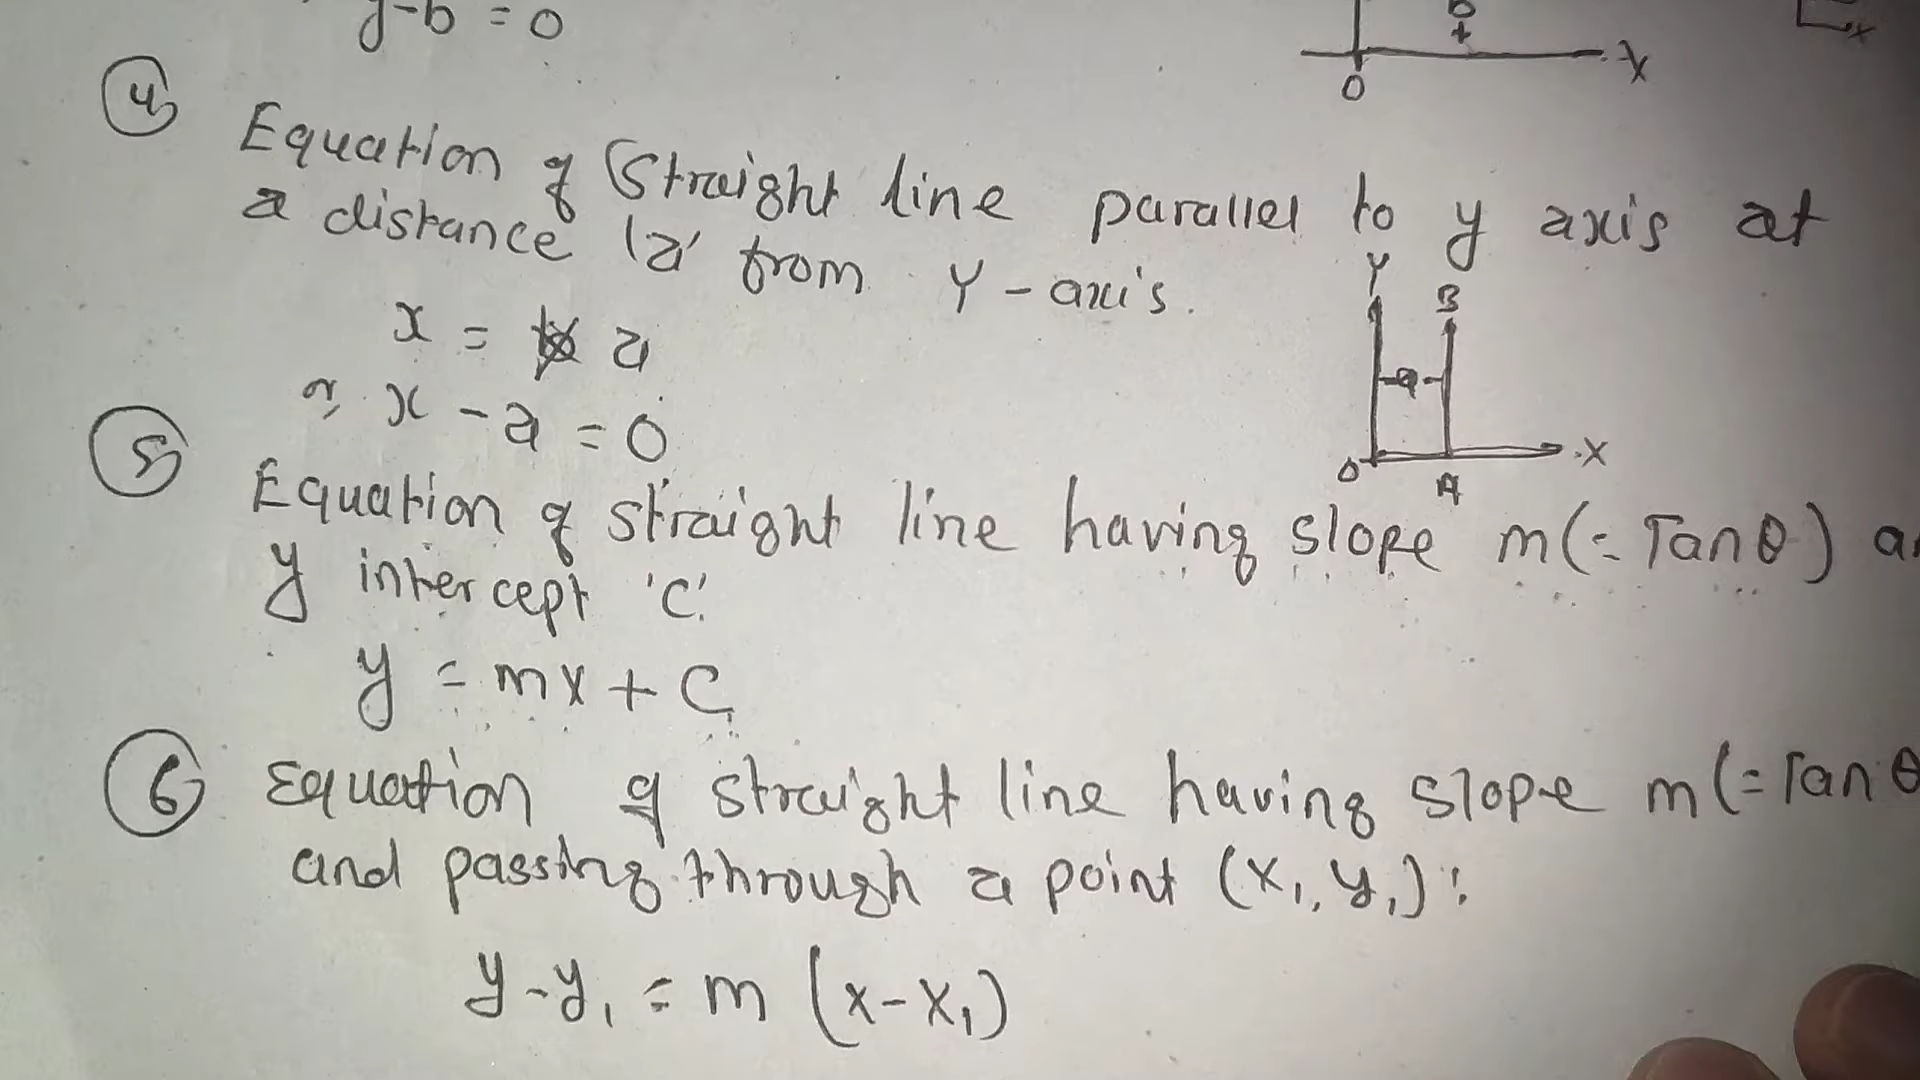 y-b = 0
b
X
O
X
④ Equation of Straight line parallel to y axis at
a distance 'a' from Y-axis.
x = a
or x - a = 0
Y
B
a
O
A
X
⑤ Equation of straight line having slope m(= Tanθ) an
y intercept 'C'.
y = mx + C
⑥ Equation of straight line having slope m(=Tan θ
and passing through a point (x₁, y₁):
y-y₁ = m (x-x₁)